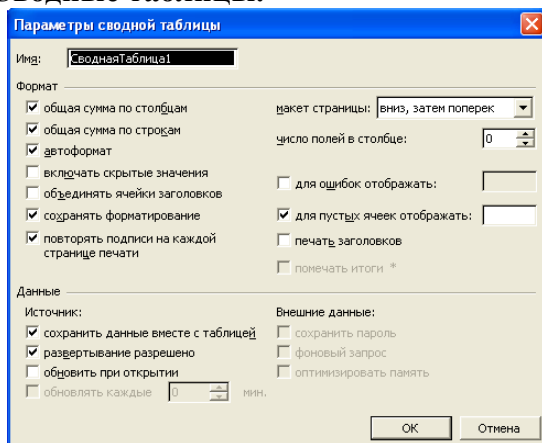 Параметры сводной таблицы
Имя: СводнаяТаблица1
Формат
общая сумма по столбцам
общая сумма по строкам
автоформат
включать скрытые значения
объединять ячейки заголовков
сохранять форматирование
повторять подписи на каждой
странице печати
макет страницы: вниз, затем поперек
число полей в столбце: 0
для ошибок отображать:
для пустых ячеек отображать:
печать заголовков
помечать итоги *
Данные
Источник:
сохранить данные вместе с таблицей
развертывание разрешено
обновить при открытии
обновлять каждые 0 мин.
Внешние данные:
сохранить пароль
фоновый запрос
оптимизировать память
ОК Отмена